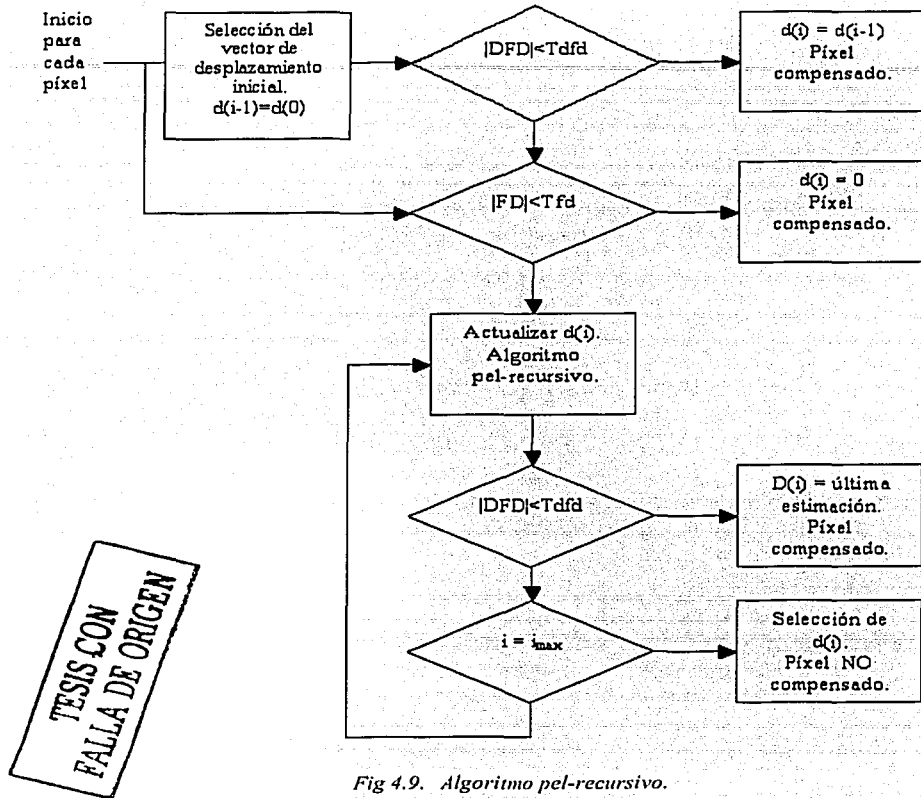 Inicio
para
cada
píxel
Selección del
vector de
desplazamiento
inicial.
d(i-1)=d(0)
|DFD|<Tdfd
d(i) = d(i-1)
Píxel
compensado.
|FD|<Tfd
d(i) = 0
Píxel
compensado.
Actualizar d(i).
Algoritmo
pel-recursivo.
|DFD|<Tdfd
D(i) = última
estimación.
Píxel
compensado.
i = imax
Selección de
d(i).
Píxel NO
compensado.
TESIS CON
FALLA DE ORIGEN
Fig 4.9. Algoritmo pel-recursivo.